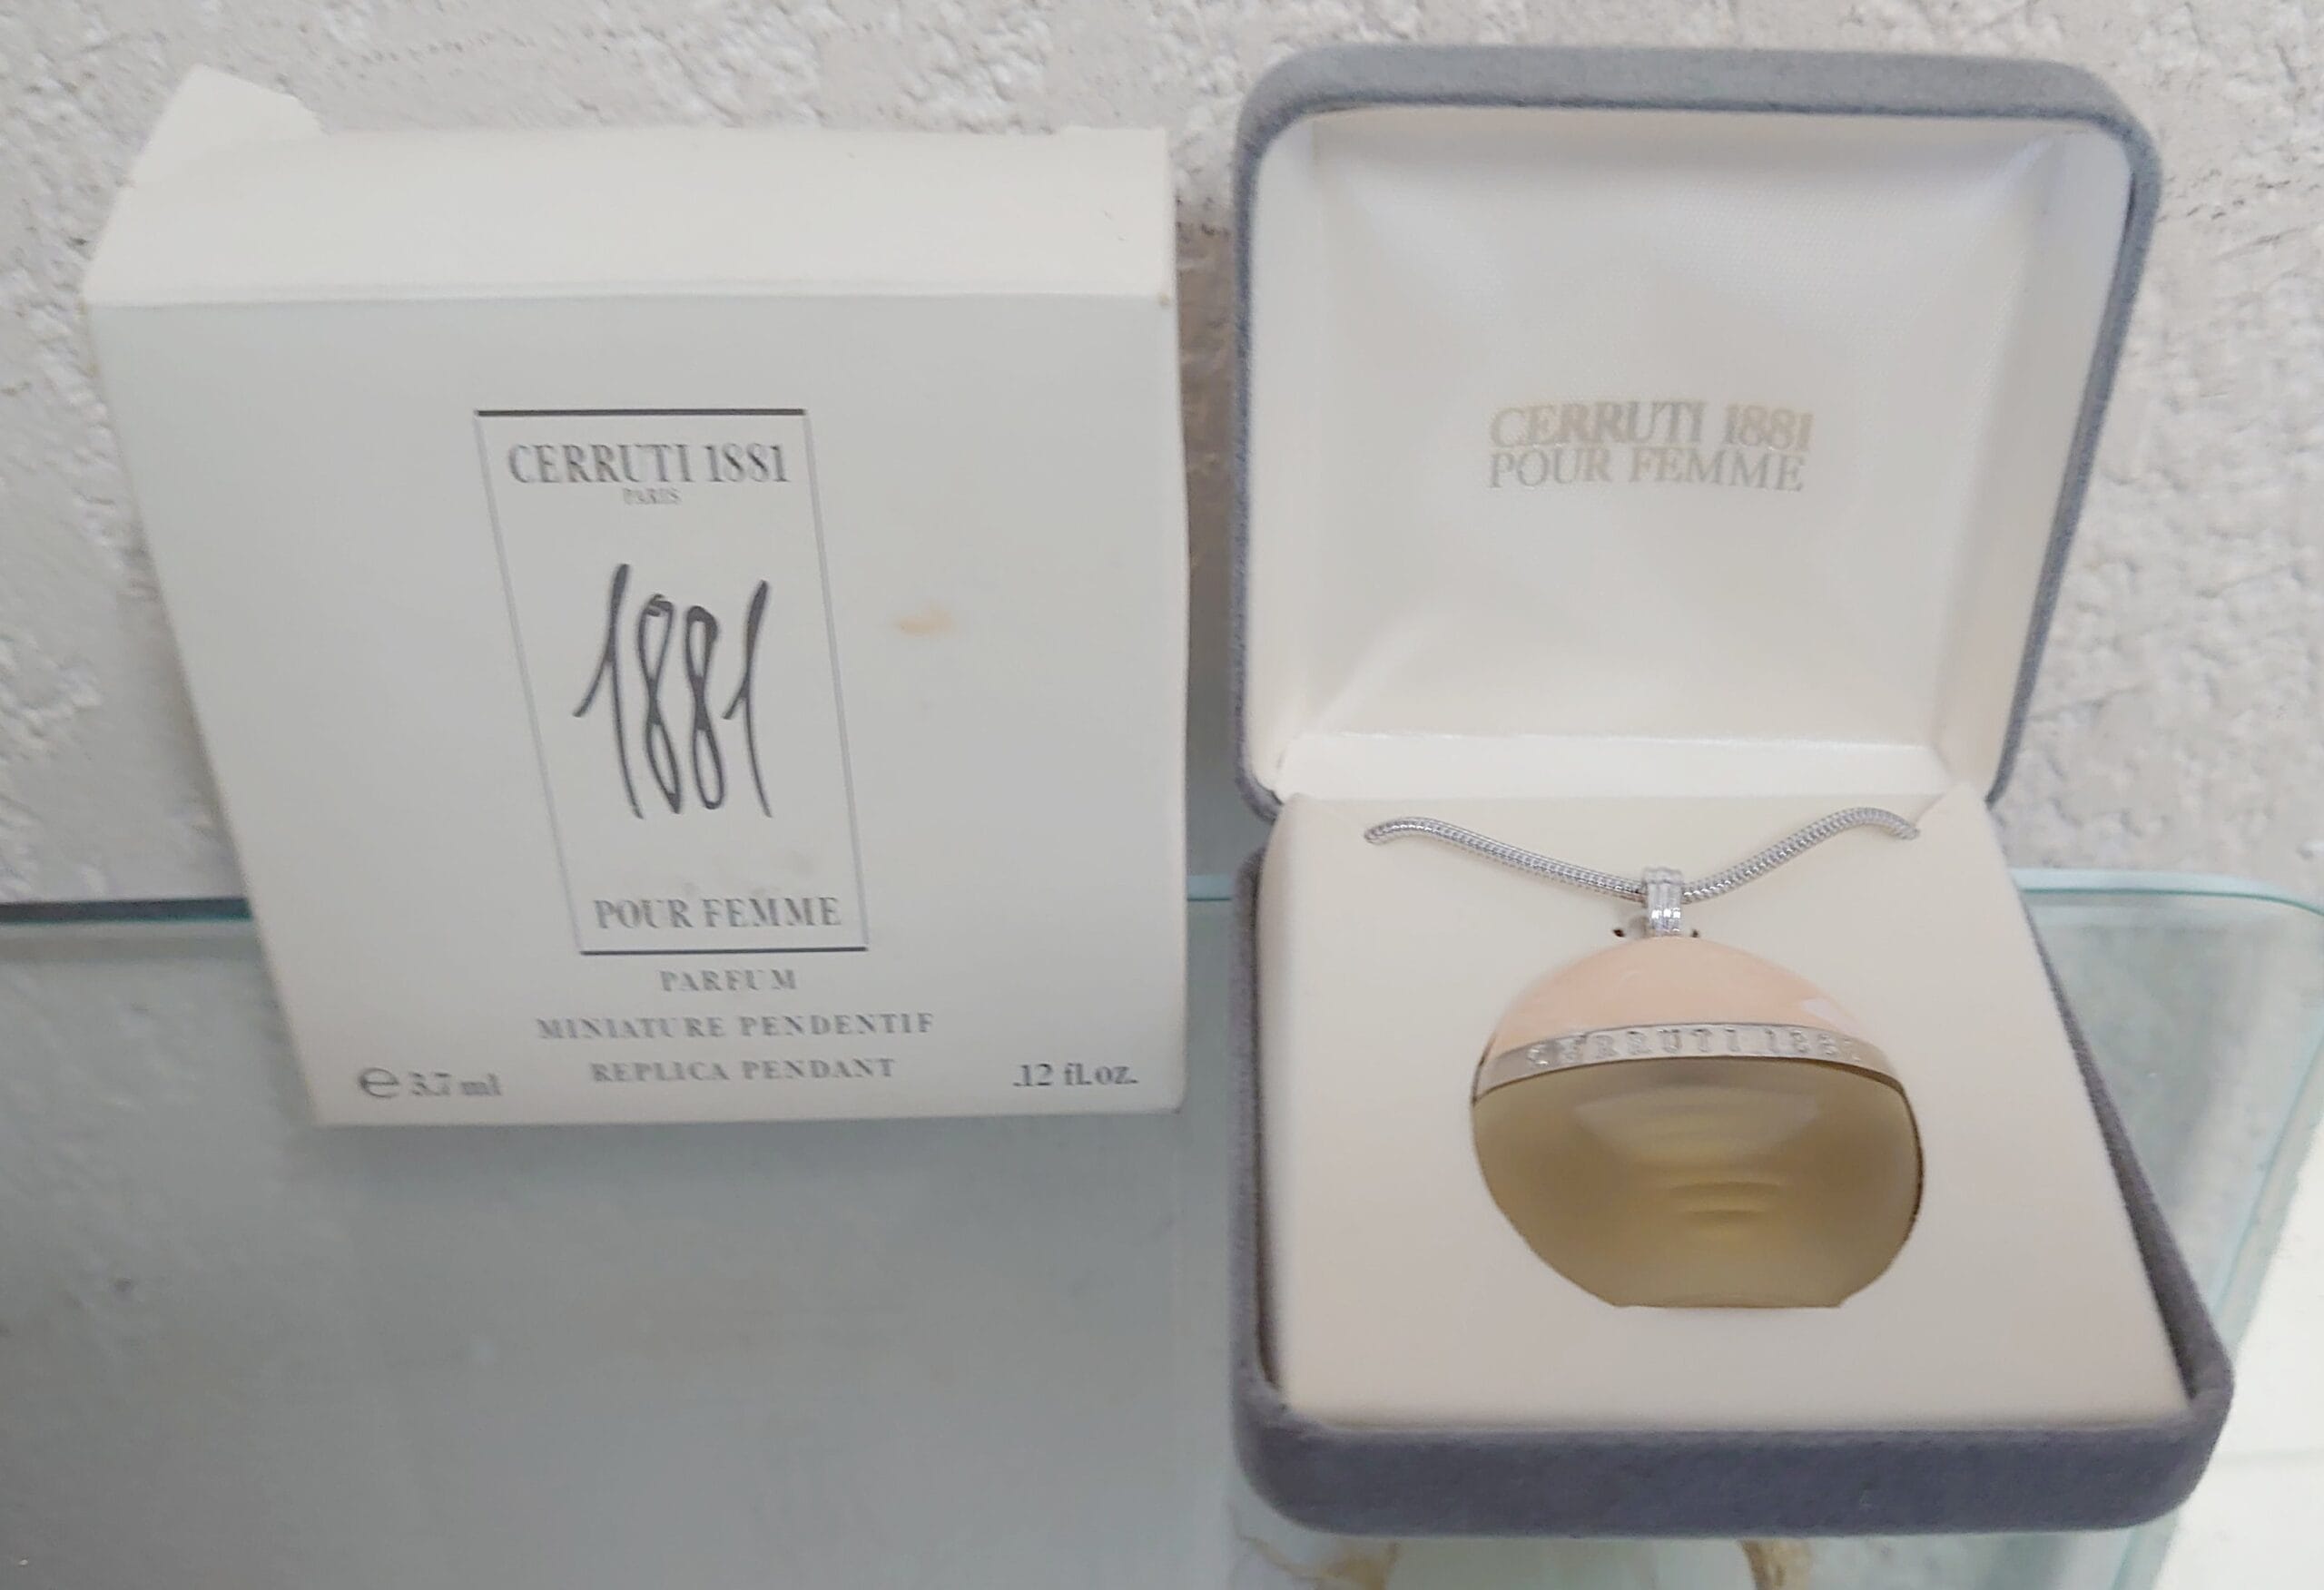 CERRUTI 1881
PARIS
1881
POUR FEMME
PARFUM
MINIATURE PENDENTIF
REPLICA PENDANT
e 3.7 ml
.12 fl.oz.
CERRUTI 1881
POUR FEMME
CERRUTI 1881